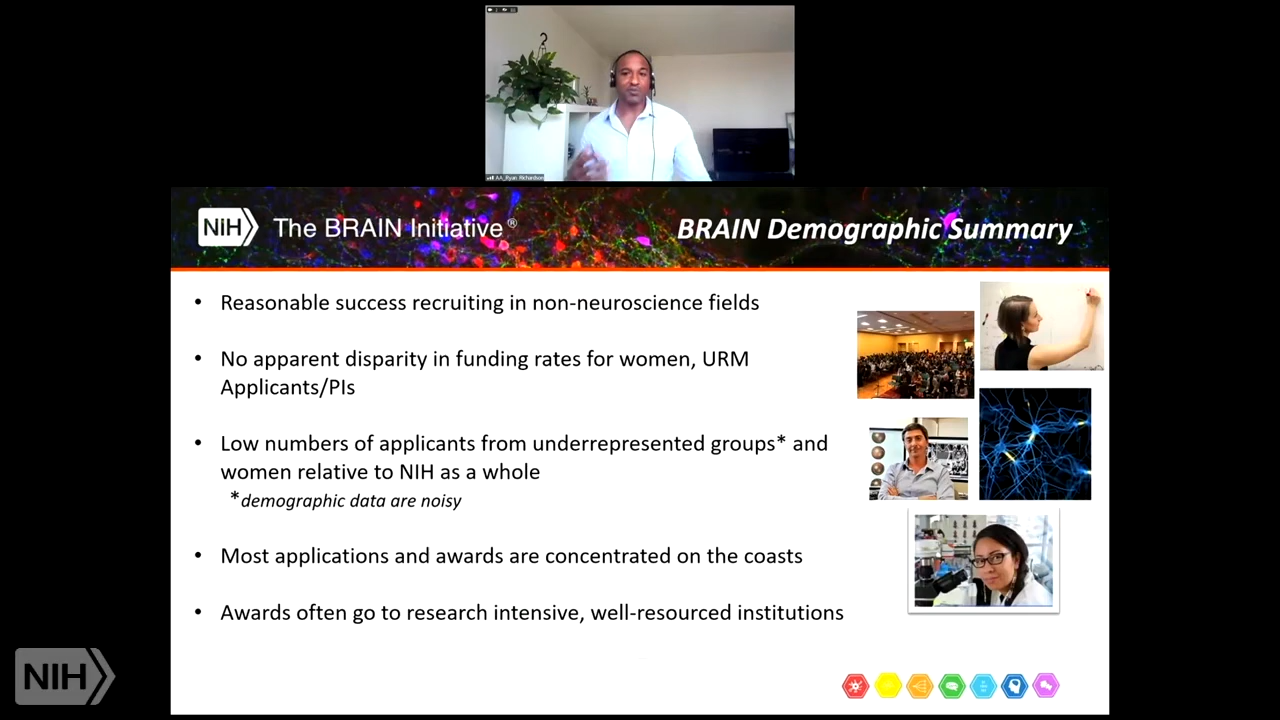 AA_Ryan Richardson
NIH The BRAIN Initiative®
BRAIN Demographic Summary
• Reasonable success recruiting in non-neuroscience fields
• No apparent disparity in funding rates for women, URM
Applicants/PIs
• Low numbers of applicants from underrepresented groups* and
women relative to NIH as a whole
*demographic data are noisy
• Most applications and awards are concentrated on the coasts
• Awards often go to research intensive, well-resourced institutions
NIH